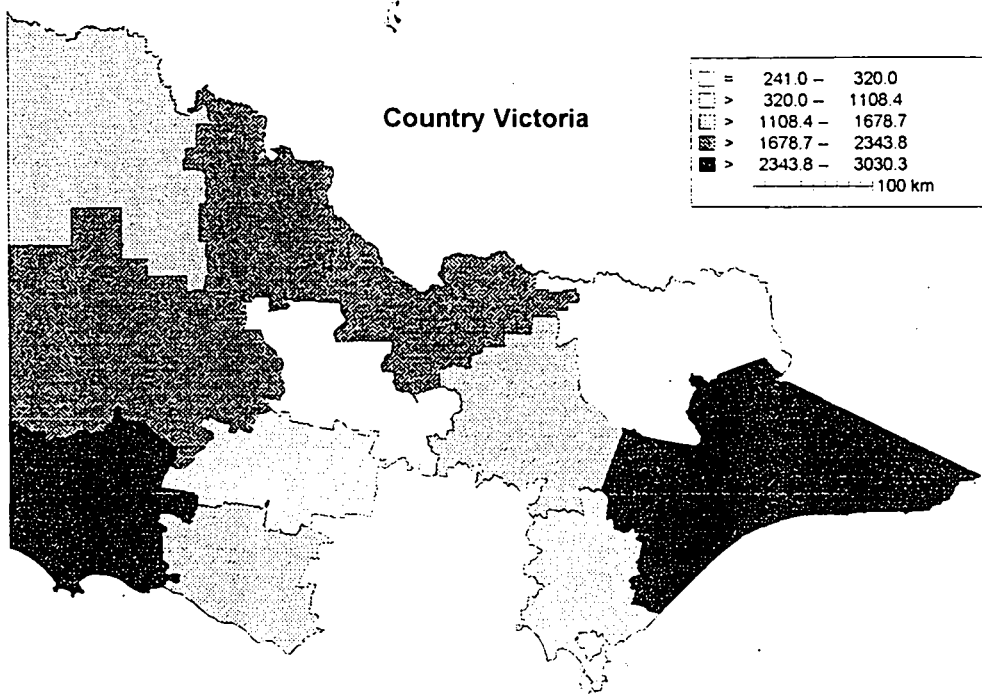 Country Victoria
= 241.0 – 320.0
> 320.0 – 1108.4
> 1108.4 – 1678.7
> 1678.7 – 2343.8
> 2343.8 – 3030.3
100 km